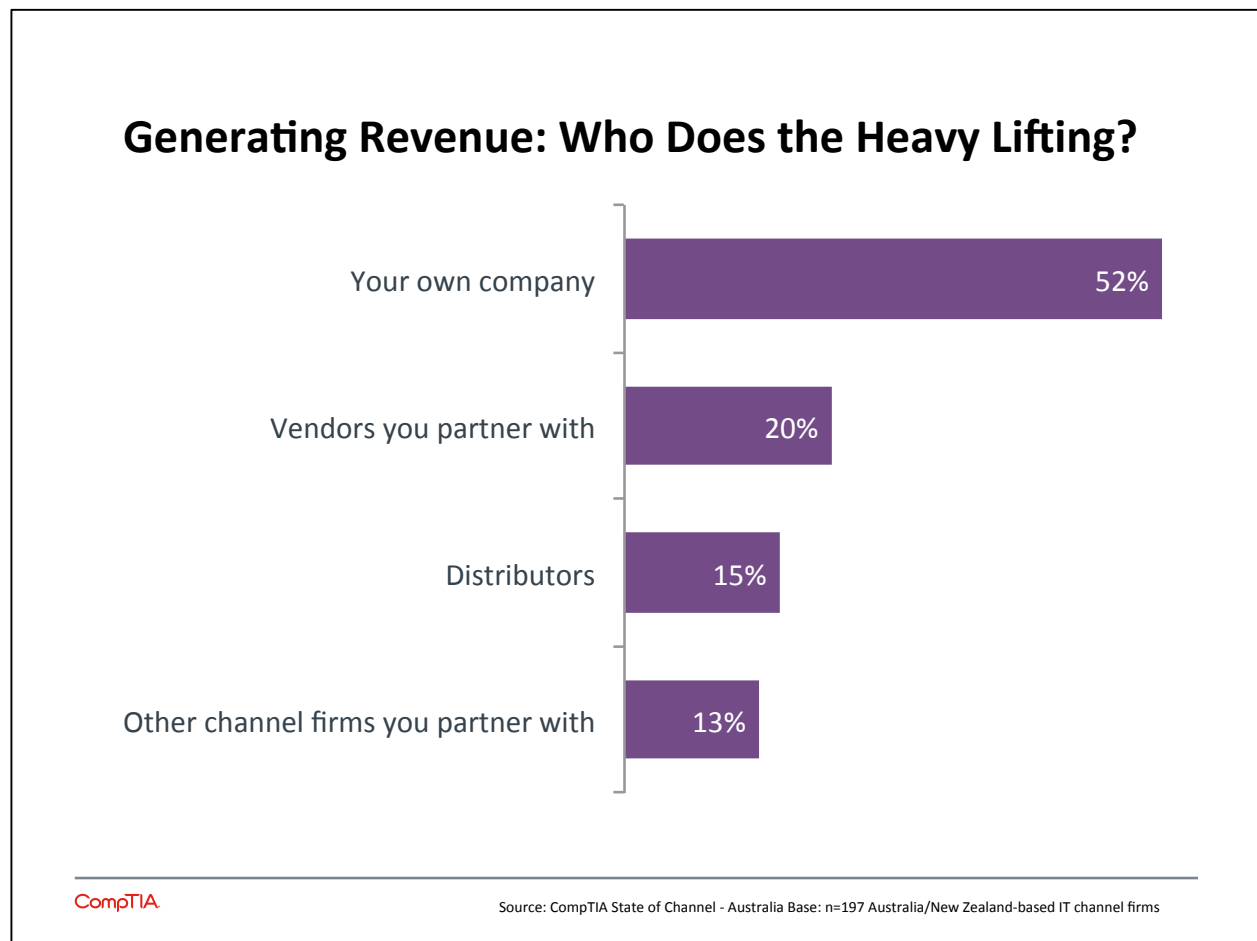 Generating Revenue: Who Does the Heavy Lifting?
Your own company
52%
Vendors you partner with
20%
Distributors
15%
Other channel firms you partner with
13%
CompTIA.
Source: CompTIA State of Channel - Australia Base: n=197 Australia/New Zealand-based IT channel firms